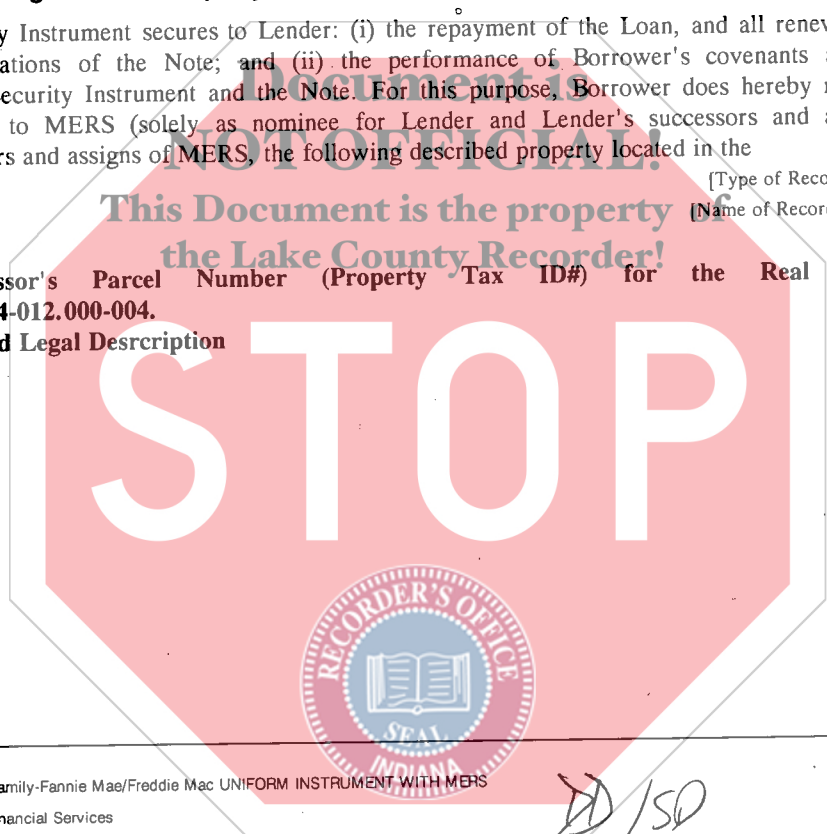 y Instrument secures to Lender: (i) the repayment of the Loan, and all renev
ations of the Note; and (ii) the performance of Borrower's covenants
ecurity Instrument and the Note. For this purpose, Borrower does hereby
to MERS (solely as nominee for Lender and Lender's successors and a
rs and assigns of MERS, the following described property located in the
[Type of Reco
[Name of Recor
Document is
NOT OFFICIAL!
This Document is the property of
the Lake County Recorder!
ssor's Parcel Number (Property Tax ID#) for the Real
4-012.000-004.
d Legal Desrcription
STOP
RECORDER'S OFFICE
SEAL
INDIANA
amily-Fannie Mae/Freddie Mac UNIFORM INSTRUMENT WITH MERS
nancial Services